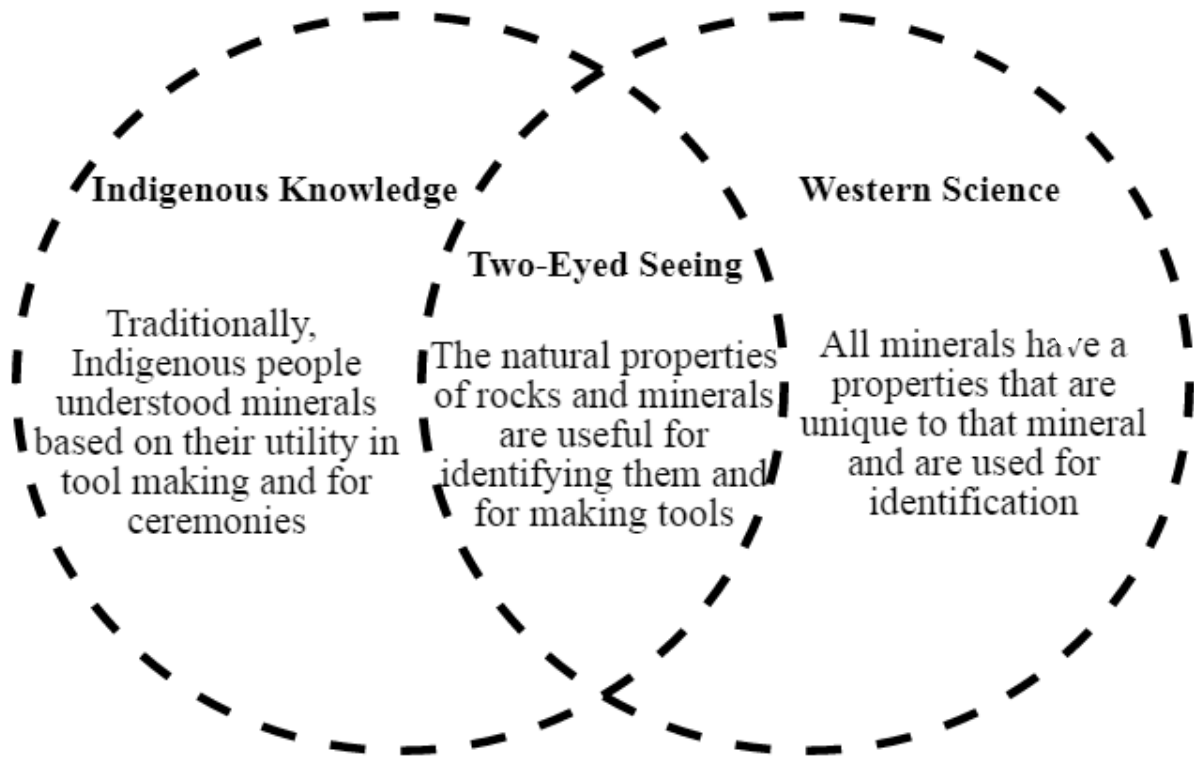 Indigenous Knowledge
Traditionally,
Indigenous people
understood minerals
based on their utility in
tool making and for
ceremonies
Two-Eyed Seeing
The natural properties
of rocks and minerals
are useful for
identifying them and
for making tools
Western Science
All minerals have a
properties that are
unique to that mineral
and are used for
identification